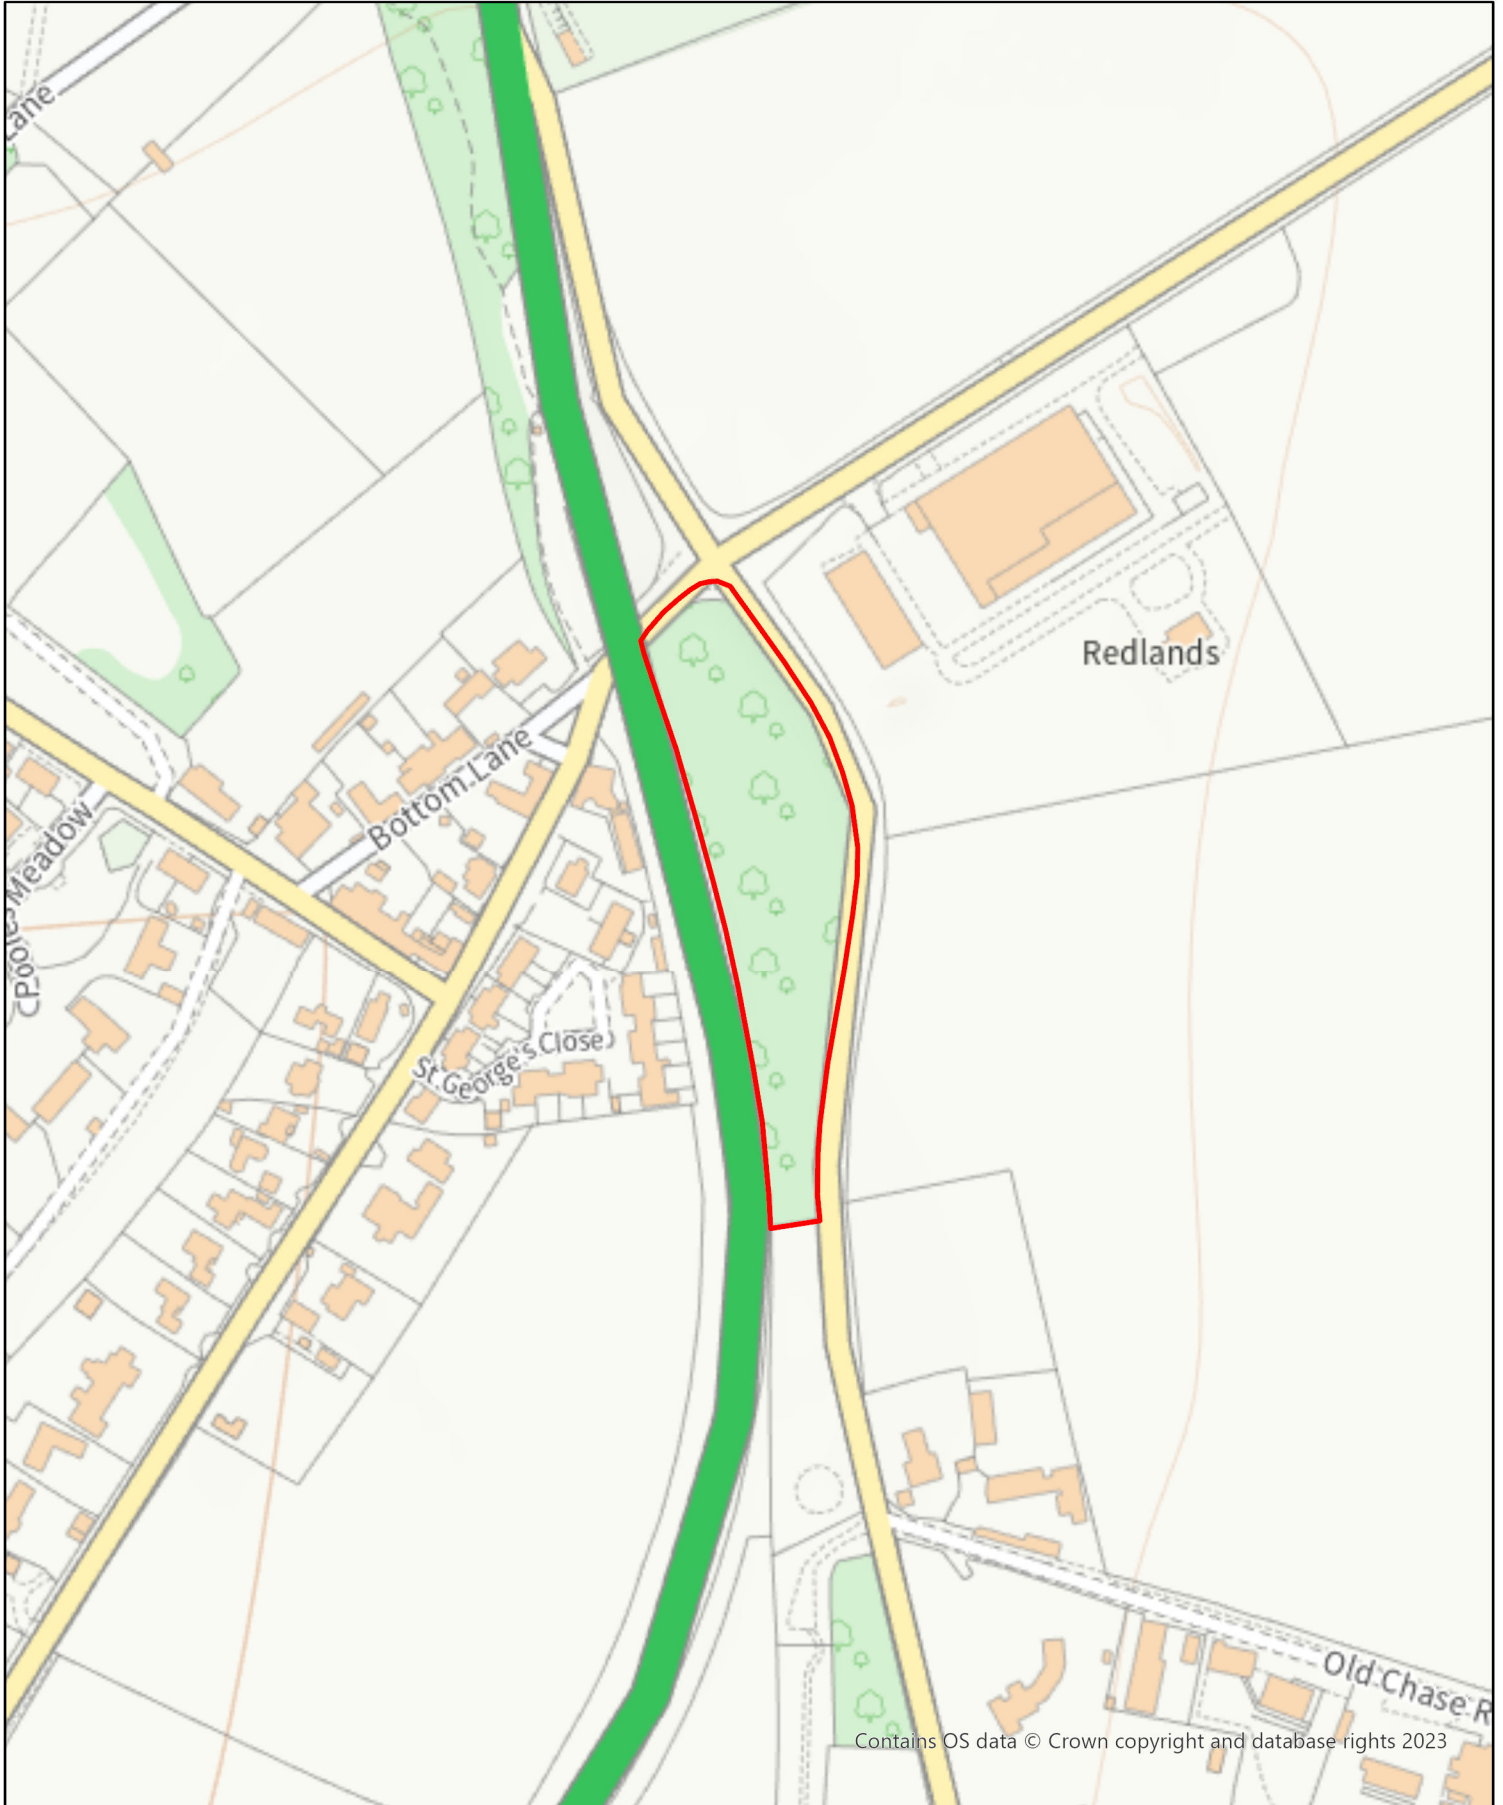 Lane
Redlands
Bottom Lane
Pooles Meadow
C
St George's Close
Old Chase R
Contains OS data © Crown copyright and database rights 2023